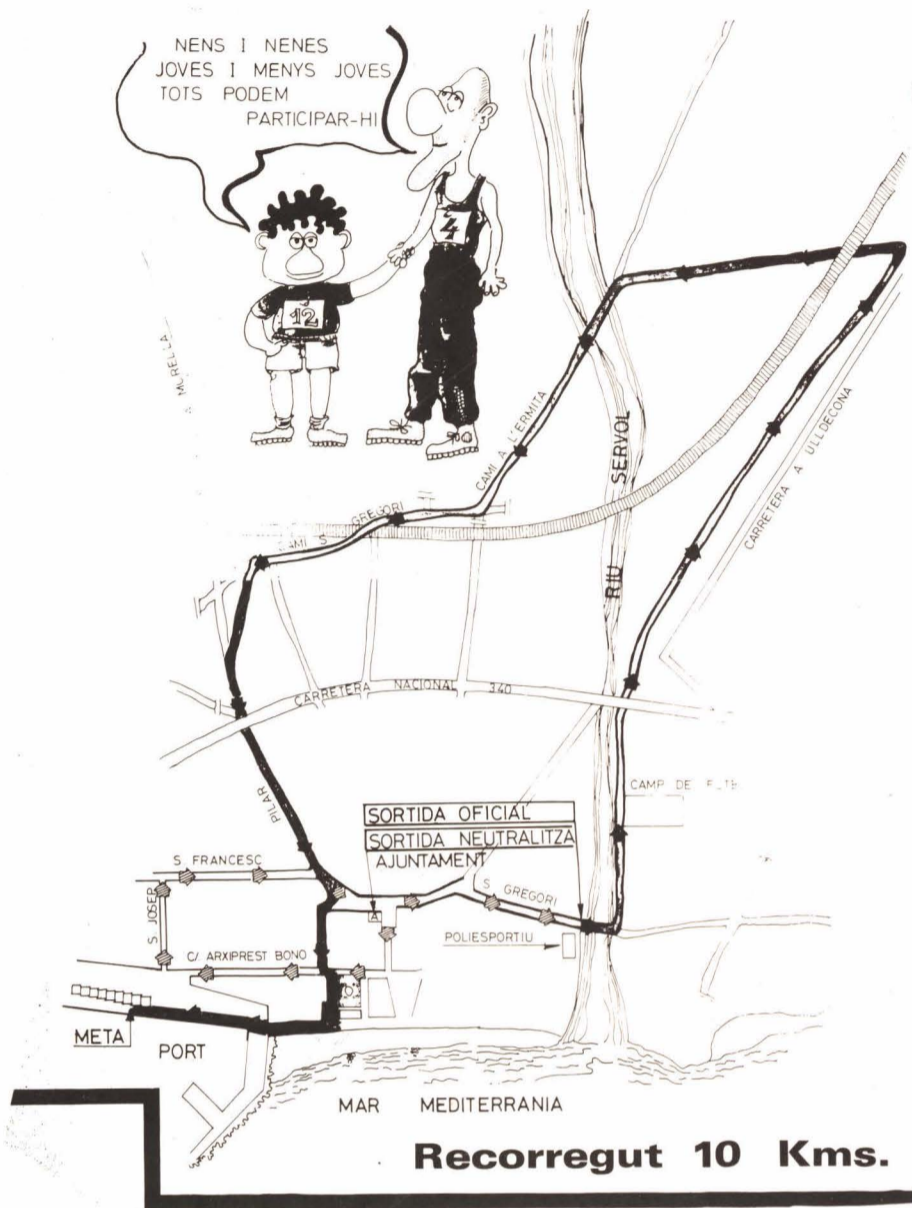 NENS I NENES
JOVES I MENYS JOVES
TOTS PODEM
PARTICIPAR-HI
4
12
CAMI A L'ERMITA
RIU SERVOL
CARRETERA A ULLDECONA
S. GREGORI
CARRETERA NACIONAL 340
PILAR
CAMP DE
SORTIDA OFICIAL
SORTIDA NEUTRALITZA
AJUNTAMENT
S. FRANCESC
S GREGORI
A
S. JOSEP
POLIESPORTIU
C/ ARXIPREST BONO
META
PORT
MAR MEDITERRANIA
Recorregut 10 Kms.